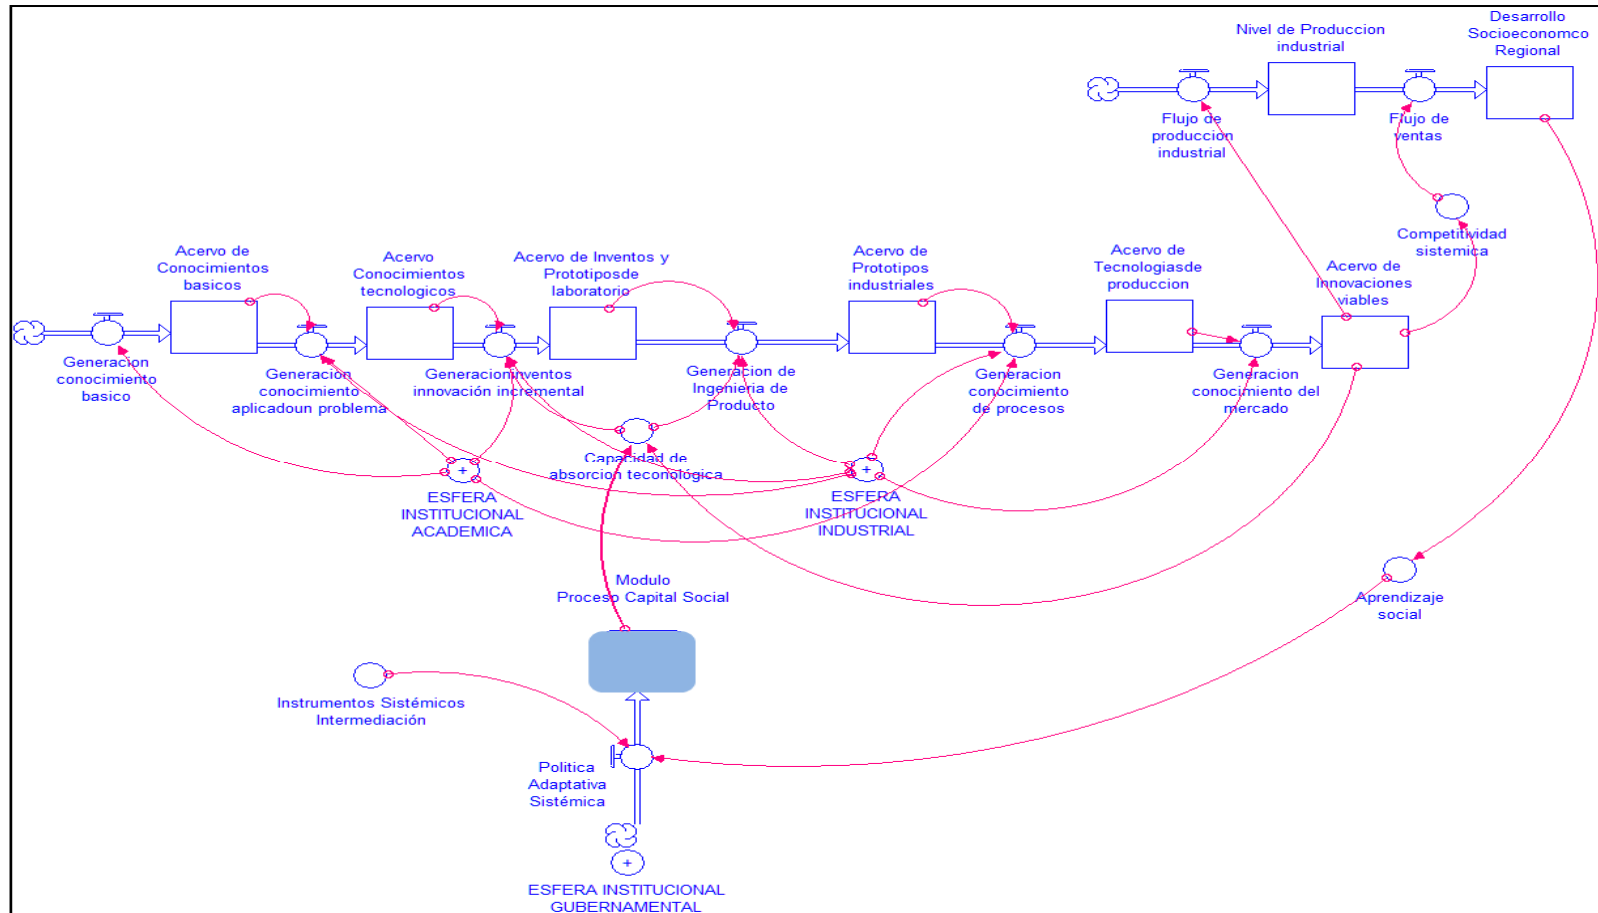 Desarrollo
Socioeconomco
Regional
Nivel de Produccion
industrial
Flujo de
produccion
industrial
Flujo de
ventas
Competitividad
sistemica
Acervo de
Conocimientos
basicos
Acervo
Conocimientos
tecnologicos
Acervo de Inventos y
Prototiposde
laboratorio
Acervo de
Prototipos
industriales
Acervo de
Tecnologiasde
produccion
Acervo de
Innovaciones
viables
Generacion
conocimiento
basico
Generacion
conocimiento
aplicadoun problema
Generacioninventos
innovación incremental
Generacion de
Ingenieria de
Producto
Generacion
conocimiento
de procesos
Generacion
conocimiento del
mercado
Capacidad de
absorcion tecnológica
ESFERA
INSTITUCIONAL
ACADEMICA
ESFERA
INSTITUCIONAL
INDUSTRIAL
Modulo
Proceso Capital Social
Aprendizaje
social
Instrumentos Sistémicos
Intermediación
Politica
Adaptativa
Sistémica
ESFERA INSTITUCIONAL
GUBERNAMENTAL